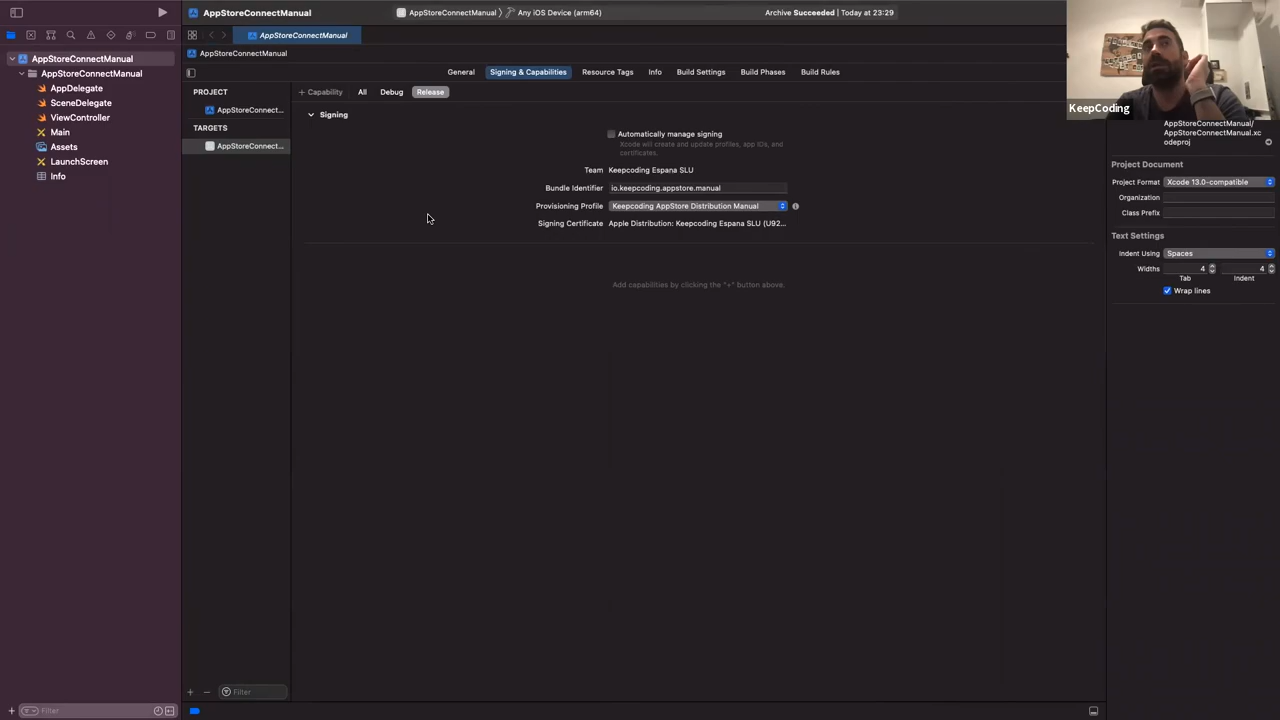 AppStoreConnectManual
AppStoreConnectManual
Any iOS Device (arm64)
Archive Succeeded | Today at 23:29
AppStoreConnectManual
AppStoreConnectManual
AppStoreConnectManual
AppStoreConnectManual
AppDelegate
SceneDelegate
ViewController
Main
Assets
LaunchScreen
Info
General
Signing & Capabilities
Resource Tags
Info
Build Settings
Build Phases
Build Rules
PROJECT
AppStoreConnect...
TARGETS
AppStoreConnect...
+ Capability
All
Debug
Release
Signing
Automatically manage signing
Xcode will create and update profiles, app IDs, and
certificates.
Team Keepcoding Espana SLU
Bundle Identifier io.keepcoding.appstore.manual
Provisioning Profile Keepcoding AppStore Distribution Manual
Signing Certificate Apple Distribution: Keepcoding Espana SLU (U92...
Add capabilities by clicking the "+" button above.
KeepCoding
AppStoreConnectManual/
AppStoreConnectManual.xc
odeproj
Project Document
Project Format Xcode 13.0-compatible
Organization
Class Prefix
Text Settings
Indent Using Spaces
Widths 4 4
Tab Indent
Wrap lines
Filter
Filter